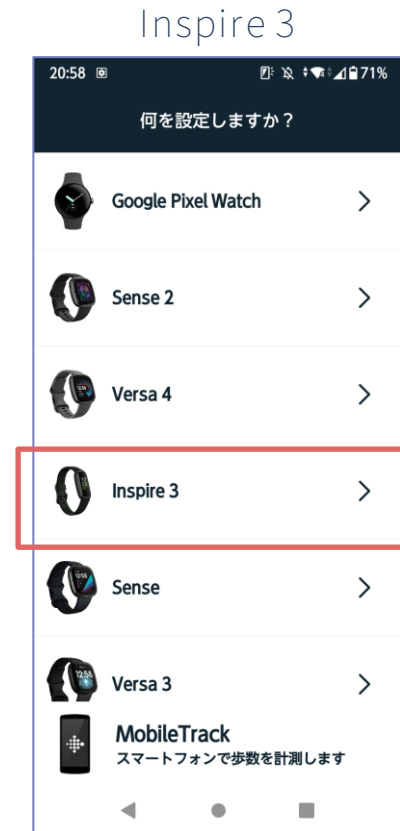 Inspire 3
20:58
71%
何を設定しますか？
Google Pixel Watch
Sense 2
Versa 4
Inspire 3
Sense
Versa 3
MobileTrack
スマートフォンで歩数を計測します